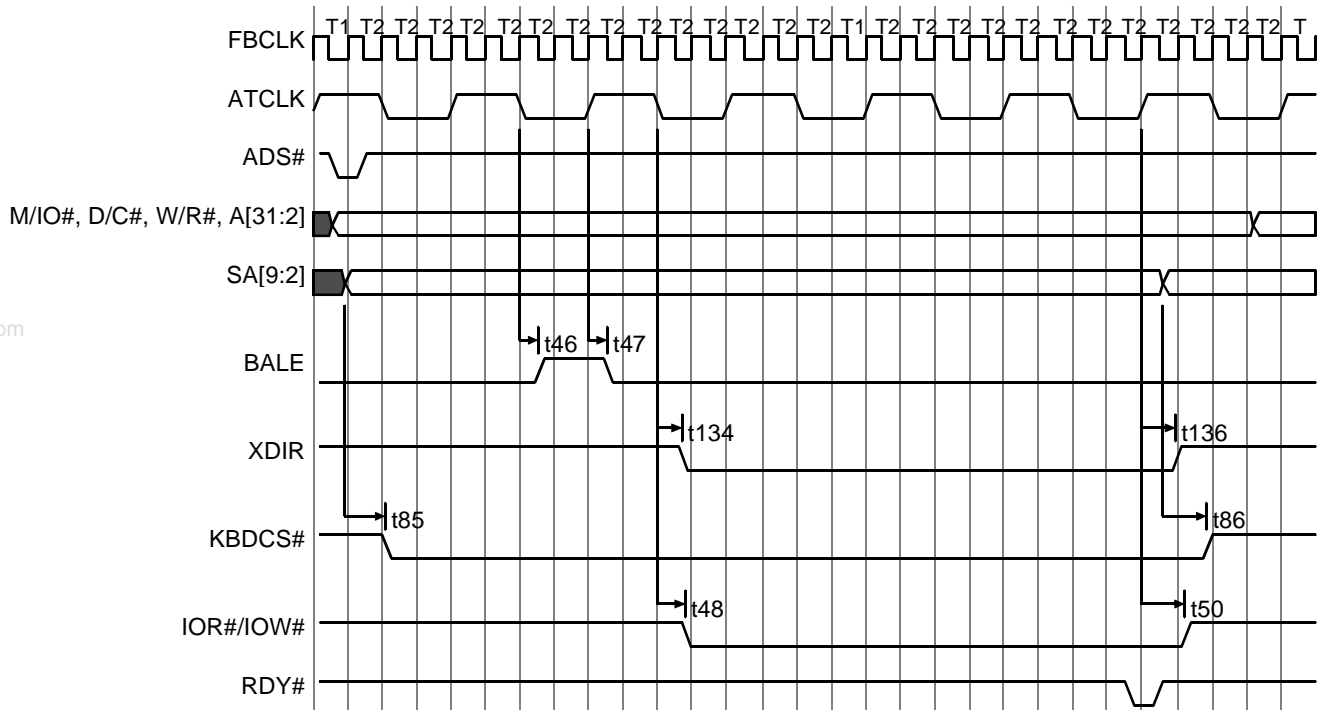 T1 T2 T2 T2 T2 T2 T2 T2 T2 T2 T2 T2 T2 T2 T2 T1 T2 T2 T2 T2 T2 T2 T2 T2 T2 T2 T2 T2 T
FBCLK
ATCLK
ADS#
M/IO#, D/C#, W/R#, A[31:2]
SA[9:2]
om
t46 t47
BALE
t134 t136
XDIR
t85 t86
KBDCS#
t48 t50
IOR#/IOW#
RDY#